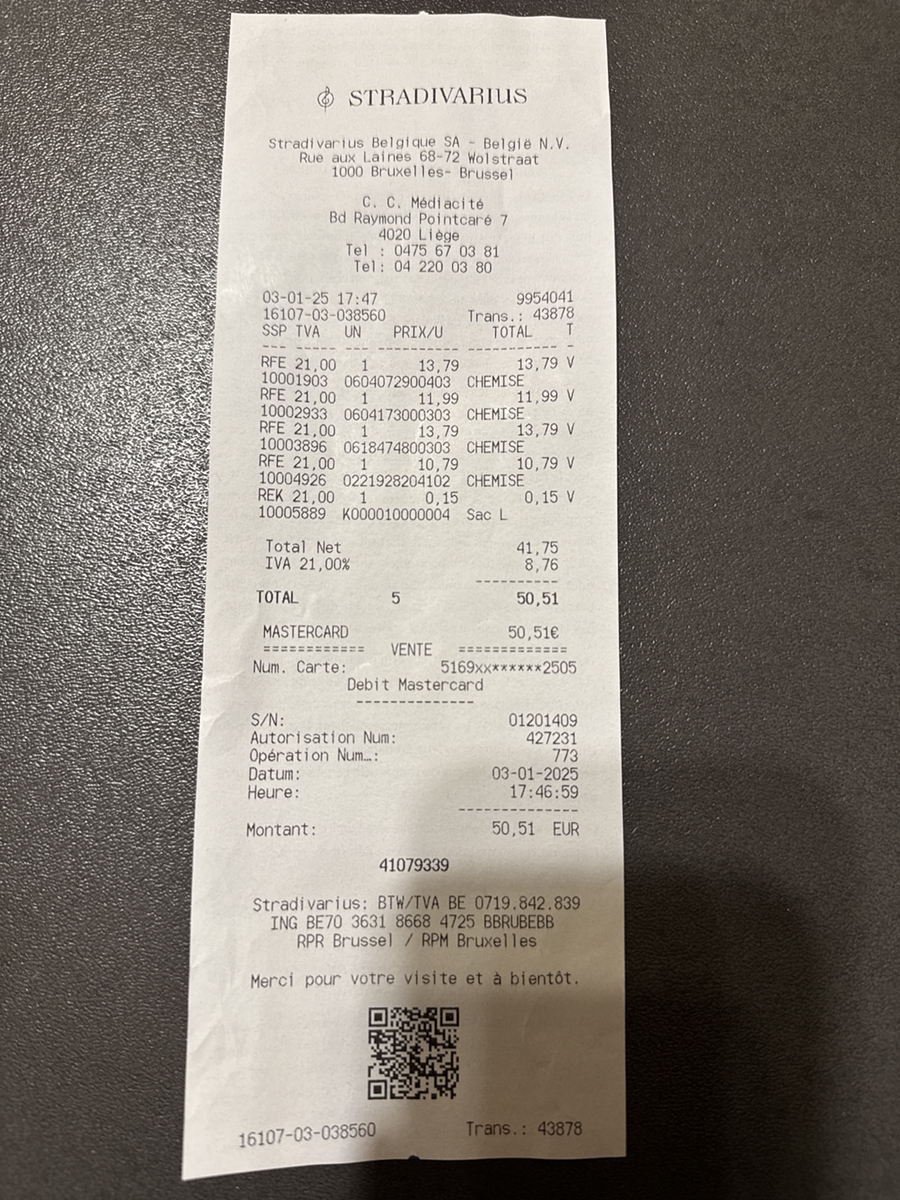 STRADIVARIUS
Stradivarius Belgique SA - België N.V.
Rue aux Laines 68-72 Wolstraat
1000 Bruxelles- Brussel
C. C. Médiacité
Bd Raymond Pointcaré 7
4020 Liège
Tel : 0475 67 03 81
Tel: 04 220 03 80
03-01-25 17:47 9954041
16107-03-038560 Trans.: 43878
SSP TVA UN PRIX/U TOTAL T
--- ----- --- ---------- ----------- -
RFE 21,00 1 13,79 13,79 V
10001903 0604072900403 CHEMISE
RFE 21,00 1 11,99 11,99 V
10002933 0604173000303 CHEMISE
RFE 21,00 1 13,79 13,79 V
10003896 0618474800303 CHEMISE
RFE 21,00 1 10,79 10,79 V
10004926 0221928204102 CHEMISE
REK 21,00 1 0,15 0,15 V
10005889 K000010000004 Sac L
Total Net 41,75
IVA 21,00% 8,76
----------
TOTAL 5 50,51
MASTERCARD 50,51€
============ VENTE =============
Num. Carte: 5169xx******2505
Debit Mastercard
--------------
S/N: 01201409
Autorisation Num: 427231
Opération Num…: 773
Datum: 03-01-2025
Heure: 17:46:59
--------------
Montant: 50,51 EUR
41079339
Stradivarius: BTW/TVA BE 0719.842.839
ING BE70 3631 8668 4725 BBRUBEBB
RPR Brussel / RPM Bruxelles
Merci pour votre visite et à bientôt.
16107-03-038560 Trans.: 43878